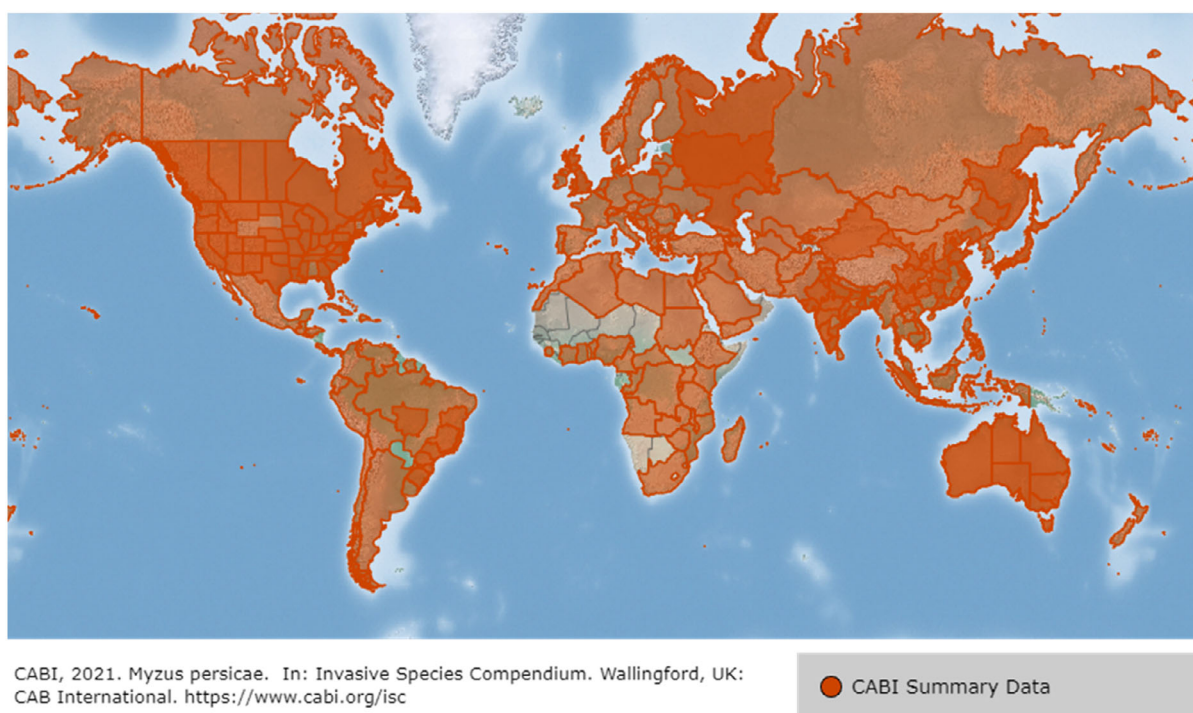 CABI, 2021. Myzus persicae. In: Invasive Species Compendium. Wallingford, UK:
CAB International. https://www.cabi.org/isc
CABI Summary Data